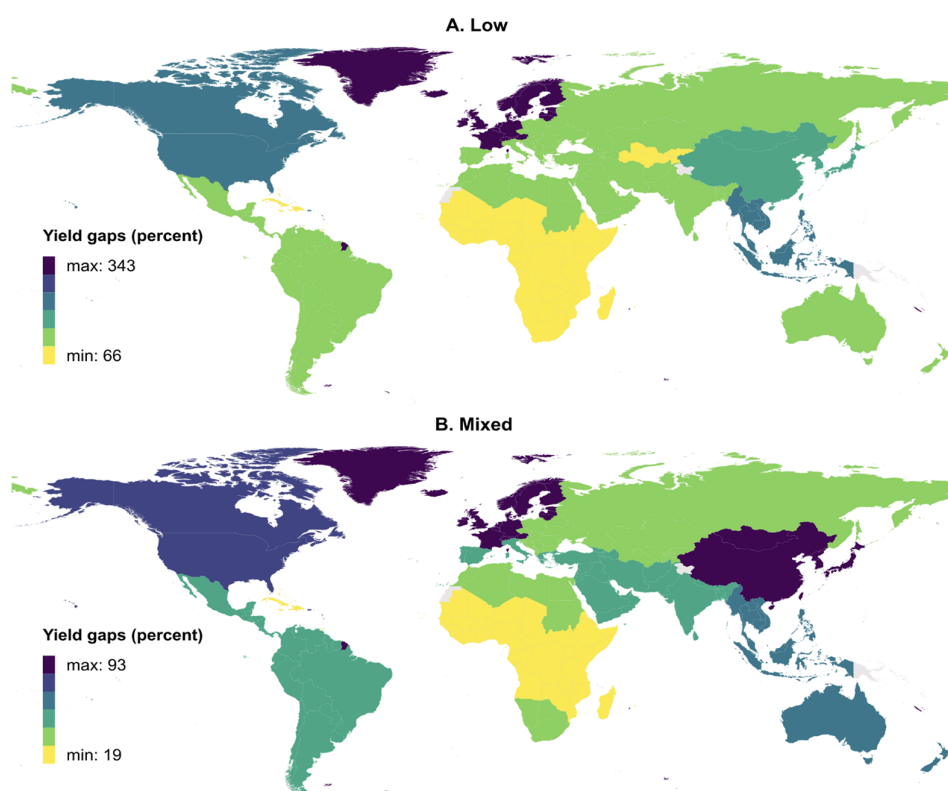 A. Low
Yield gaps (percent)
max: 343
min: 66
B. Mixed
Yield gaps (percent)
max: 93
min: 19